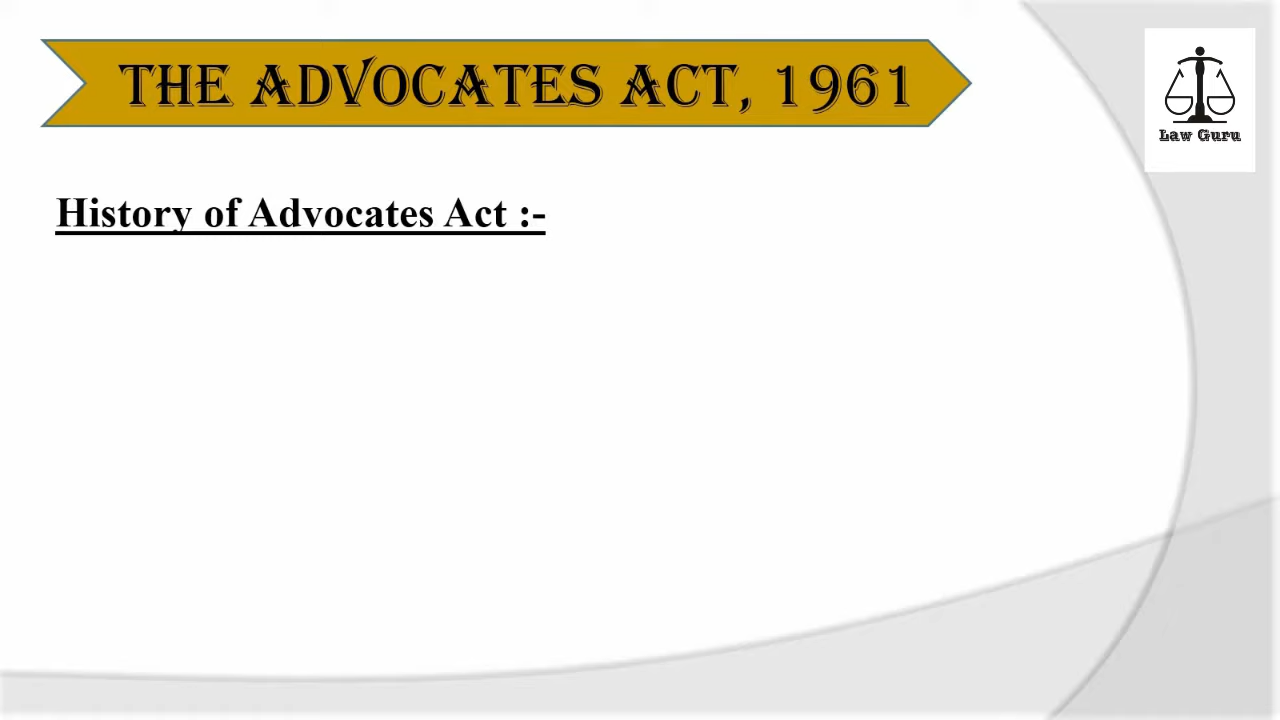 THE ADVOCATES ACT, 1961
Law Guru
History of Advocates Act :-